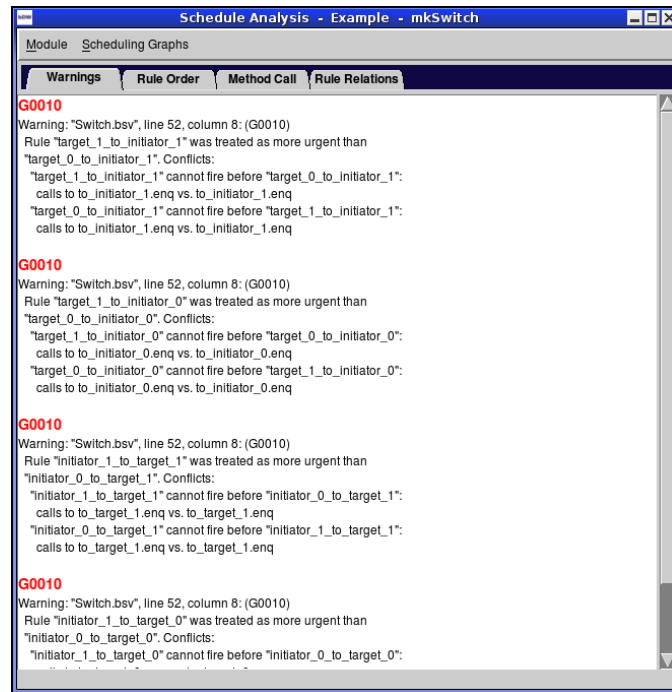 Schedule Analysis - Example - mkSwitch
Module Scheduling Graphs
Warnings Rule Order Method Call Rule Relations
G0010
Warning: "Switch.bsv", line 52, column 8: (G0010)
Rule "target_1_to_initiator_1" was treated as more urgent than
"target_0_to_initiator_1". Conflicts:
"target_1_to_initiator_1" cannot fire before "target_0_to_initiator_1":
calls to to_initiator_1.enq vs. to_initiator_1.enq
"target_0_to_initiator_1" cannot fire before "target_1_to_initiator_1":
calls to to_initiator_1.enq vs. to_initiator_1.enq
G0010
Warning: "Switch.bsv", line 52, column 8: (G0010)
Rule "target_1_to_initiator_0" was treated as more urgent than
"target_0_to_initiator_0". Conflicts:
"target_1_to_initiator_0" cannot fire before "target_0_to_initiator_0":
calls to to_initiator_0.enq vs. to_initiator_0.enq
"target_0_to_initiator_0" cannot fire before "target_1_to_initiator_0":
calls to to_initiator_0.enq vs. to_initiator_0.enq
G0010
Warning: "Switch.bsv", line 52, column 8: (G0010)
Rule "initiator_1_to_target_1" was treated as more urgent than
"initiator_0_to_target_1". Conflicts:
"initiator_1_to_target_1" cannot fire before "initiator_0_to_target_1":
calls to to_target_1.enq vs. to_target_1.enq
"initiator_0_to_target_1" cannot fire before "initiator_1_to_target_1":
calls to to_target_1.enq vs. to_target_1.enq
G0010
Warning: "Switch.bsv", line 52, column 8: (G0010)
Rule "initiator_1_to_target_0" was treated as more urgent than
"initiator_0_to_target_0". Conflicts:
"initiator_1_to_target_0" cannot fire before "initiator_0_to_target_0":